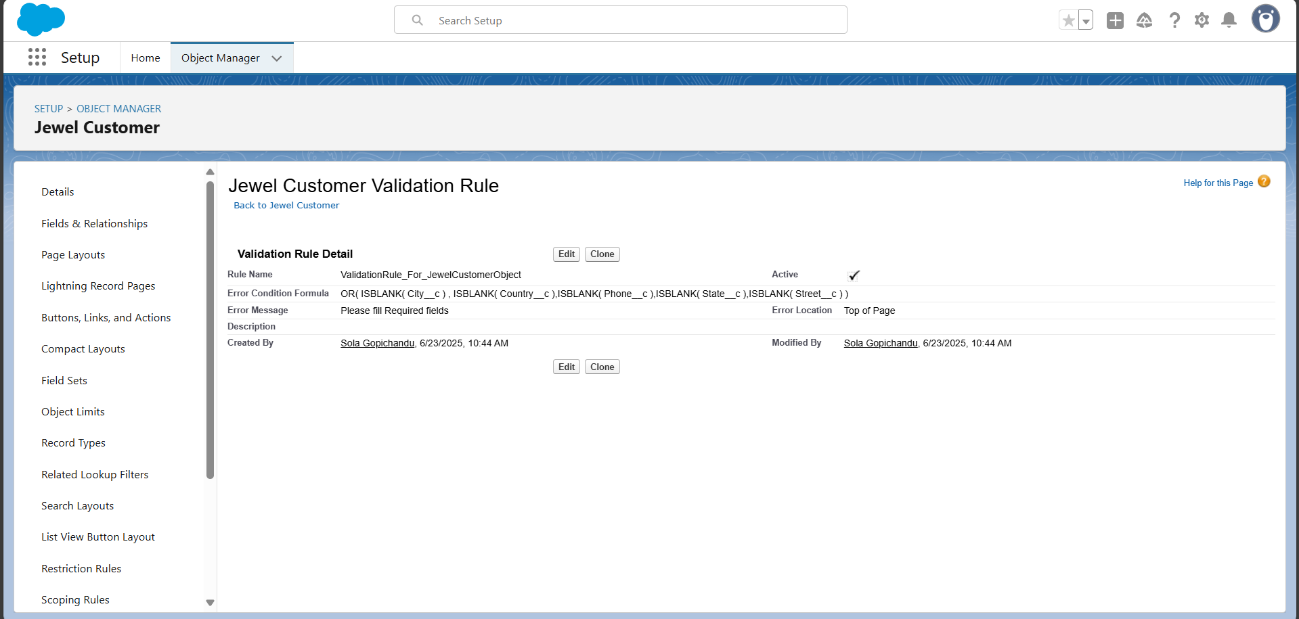 Search Setup
Setup
Home
Object Manager
SETUP > OBJECT MANAGER
Jewel Customer
Details
Fields & Relationships
Page Layouts
Lightning Record Pages
Buttons, Links, and Actions
Compact Layouts
Field Sets
Object Limits
Record Types
Related Lookup Filters
Search Layouts
List View Button Layout
Restriction Rules
Scoping Rules
Jewel Customer Validation Rule
Help for this Page ?
Back to Jewel Customer
Validation Rule Detail
Edit Clone
Rule Name ValidationRule_For_JewelCustomerObject Active ✓
Error Condition Formula OR( ISBLANK( City__c ) , ISBLANK( Country__c ),ISBLANK( Phone__c ),ISBLANK( State__c ),ISBLANK( Street__c ) )
Error Message Please fill Required fields Error Location Top of Page
Description
Created By Sola Gopichandu, 6/23/2025, 10:44 AM Modified By Sola Gopichandu, 6/23/2025, 10:44 AM
Edit Clone